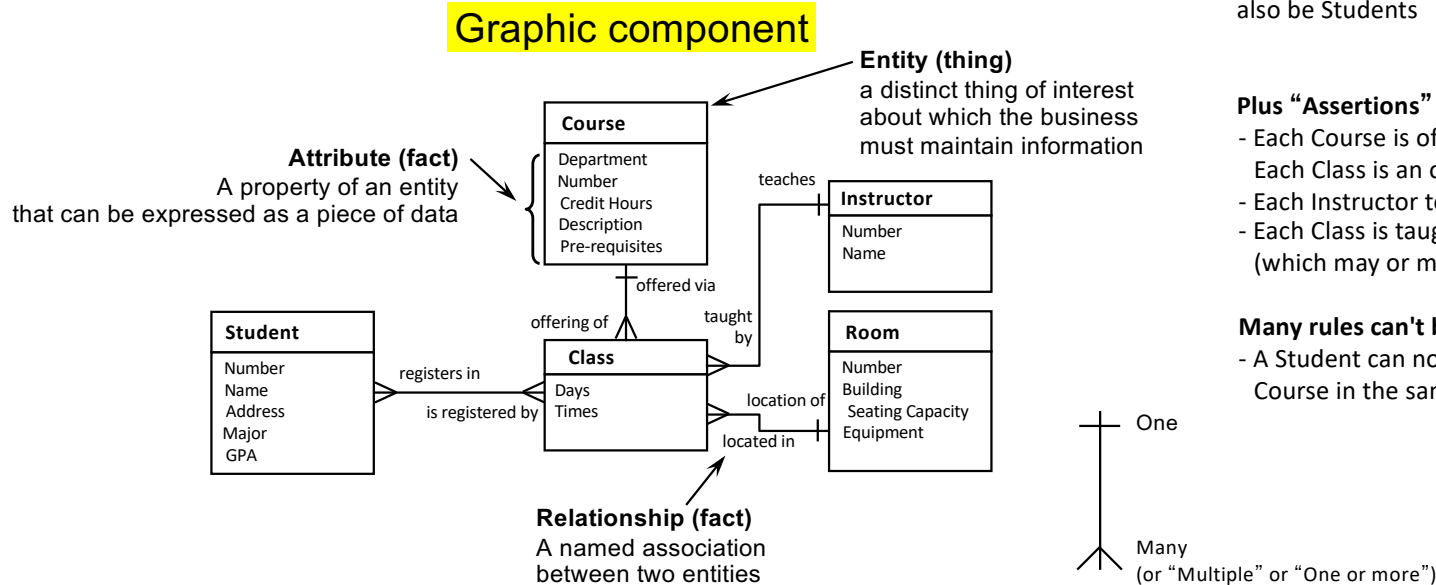 Graphic component
also be Students
Entity (thing)
a distinct thing of interest
about which the business
must maintain information
Course
Department
Number
Credit Hours
Description
Pre-requisites
Attribute (fact)
A property of an entity
that can be expressed as a piece of data
teaches
Instructor
Number
Name
offered via
offering of
taught
by
Student
Number
Name
Address
Major
GPA
registers in
is registered by
Class
Days
Times
Room
Number
Building
Seating Capacity
Equipment
location of
located in
Relationship (fact)
A named association
between two entities
Plus “Assertions”
- Each Course is of
Each Class is an
- Each Instructor
- Each Class is
(which may or
Many rules can't
- A Student can
Course in the
One
Many
(or “Multiple” or “One or more”)